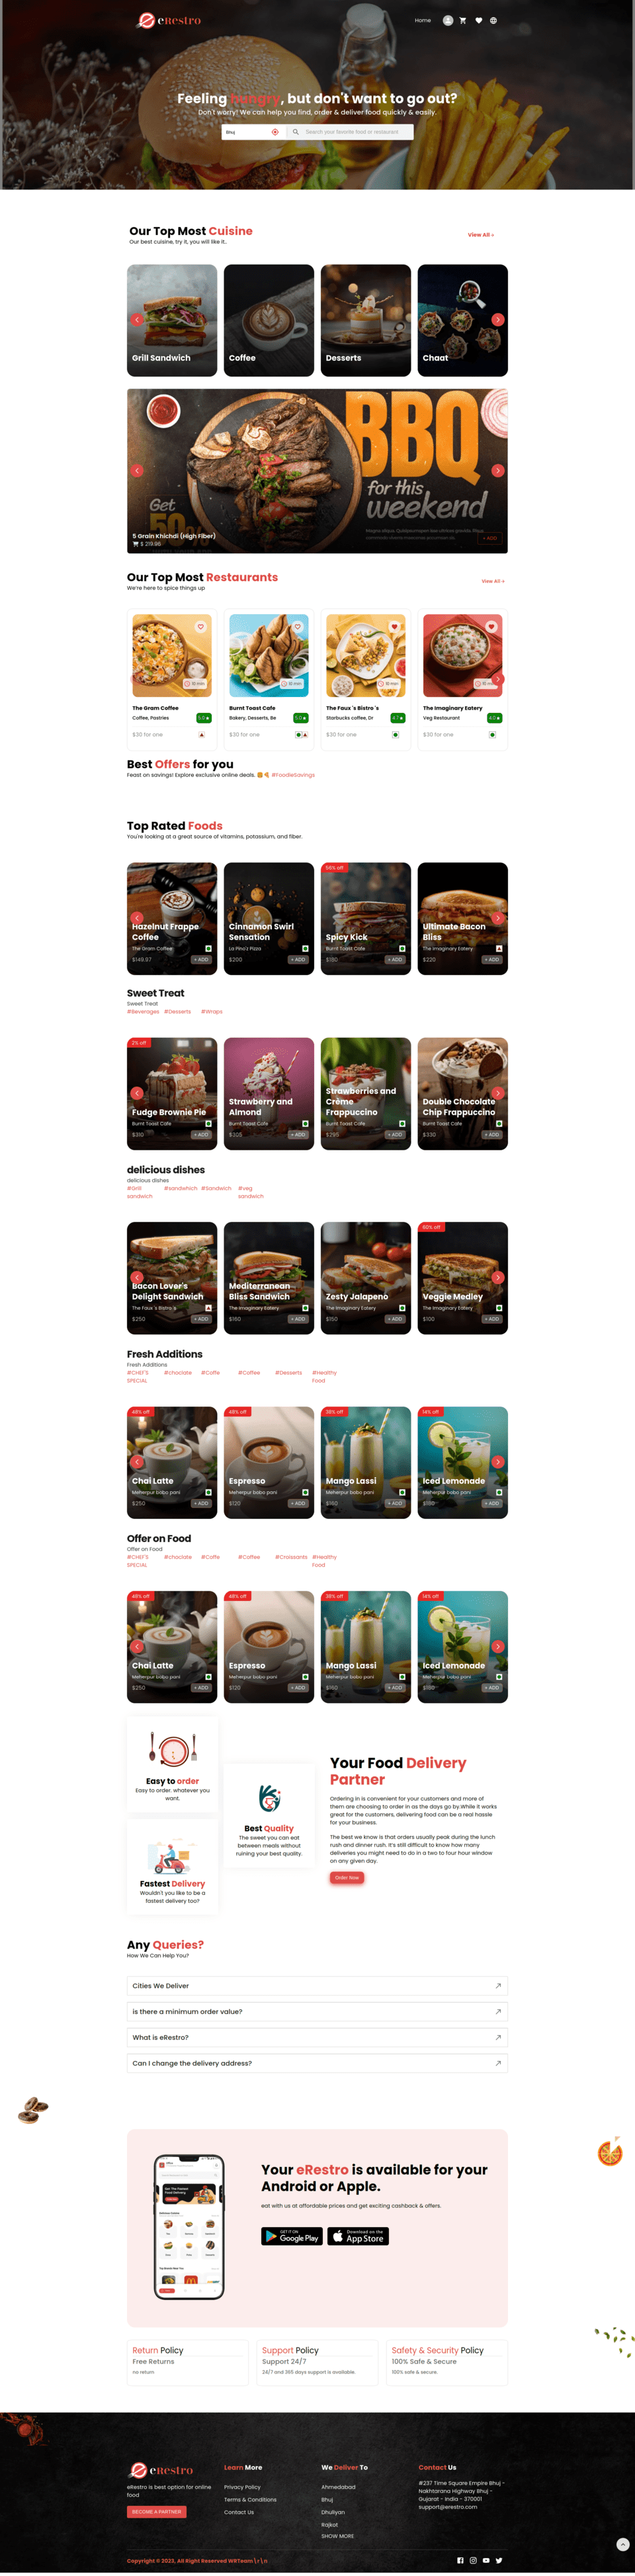 eRestro
Home
Feeling hungry, but don't want to go out?
Don't worry! We can help you find, order & deliver food quickly & easily.
Bhuj
Search your favorite food or restaurant
Our Top Most Cuisine
Our best cuisine, try it, you will like it..
View All »
Grill Sandwich
Coffee
Desserts
Chaat
BBQ
for this
weekend
Get
50%
5 Grain Khichdi (High Fiber)
$ 219.96
+ ADD
Our Top Most Restaurants
We're here to spice things up
View All »
The Gram Coffee
Coffee, Pastries
5.0
$30 for one
Burnt Toast Cafe
Bakery, Desserts, Be
5.0
$30 for one
The Faux 's Bistro 's
Starbucks coffee, Dr
4.7
$30 for one
The Imaginary Eatery
Veg Restaurant
4.0
$30 for one
Best Offers for you
Feast on savings! Explore exclusive online deals. 🍔🍕 #FoodieSavings
Top Rated Foods
You're looking at a great source of vitamins, potassium, and fiber.
Hazelnut Frappe
Coffee
The Gram Coffee
$149.97
+ ADD
Cinnamon Swirl
Sensation
La Pino'z Pizza
$200
+ ADD
56% off
Spicy Kick
Burnt Toast Cafe
+ ADD
Ultimate Bacon
Bliss
The Imaginary Eatery
$220
+ ADD
Sweet Treat
Sweet Treat
#Beverages #Desserts #Wraps
2% off
Fudge Brownie Pie
Burnt Toast Cafe
$310
+ ADD
Strawberry and
Almond
Burnt Toast Cafe
$305
+ ADD
Strawberries and
Crème
Frappuccino
Burnt Toast Cafe
$295
+ ADD
Double Chocolate
Chip Frappuccino
Burnt Toast Cafe
$330
+ ADD
delicious dishes
delicious dishes
#Grill sandwich #sandwhich #Sandwich #veg sandwich
Bacon Lover's
Delight Sandwich
The Faux 's Bistro 's
$250
+ ADD
Mediterranean
Bliss Sandwich
The Imaginary Eatery
$160
+ ADD
Zesty Jalapeno
The Imaginary Eatery
$150
+ ADD
60% off
Veggie Medley
The Imaginary Eatery
$100
+ ADD
Fresh Additions
Fresh Additions
#CHEF'S SPECIAL #choclate #Coffe #Coffee #Desserts #Healthy Food
48% off
Chai Latte
Meherpur bobo pani
$250
+ ADD
48% off
Espresso
Meherpur bobo pani
$120
+ ADD
38% off
Mango Lassi
Meherpur bobo pani
+ ADD
14% off
Iced Lemonade
Meherpur bobo pani
+ ADD
Offer on Food
Offer on Food
#CHEF'S SPECIAL #choclate #Coffe #Coffee #Croissants #Healthy Food
48% off
Chai Latte
Meherpur bobo pani
$250
+ ADD
48% off
Espresso
Meherpur bobo pani
$120
+ ADD
38% off
Mango Lassi
Meherpur bobo pani
+ ADD
14% off
Iced Lemonade
Meherpur bobo pani
+ ADD
Easy to order
Easy to order. whatever you
want.
Best Quality
The sweet you can eat
between meals without
ruining your best quality.
Fastest Delivery
Wouldn't you like to be a
fastest delivery too?
Your Food Delivery
Partner
Ordering in is convenient for your customers and more of
them are choosing to order in as the days go by.While it works
great for the customers, delivering food can be a real hassle
for your business.
The best we know is that orders usually peak during the lunch
rush and dinner rush, it's still difficult to know how many
deliveries you might need to do in a two to four hour window
on any given day.
Order Now
Any Queries?
How We Can Help You?
Cities We Deliver
is there a minimum order value?
What is eRestro?
Can I change the delivery address?
Your eRestro is available for your
Android or Apple.
eat with us at affordable prices and get exciting cashback & offers.
GET IT ON
Google Play
Download on the
App Store
Return Policy
Free Returns
no return
Support Policy
Support 24/7
24/7 and 365 days support is available.
Safety & Security Policy
100% Safe & Secure
100% safe & secure.
eRestro
eRestro is best option for online
food
BECOME A PARTNER
Learn More
Privacy Policy
Terms & Conditions
Contact Us
We Deliver To
Ahmedabad
Bhuj
Dhuliyan
Rajkot
SHOW MORE
Contact Us
#237 Time Square Empire Bhuj -
Nakhtarana Highway Bhuj -
Gujarat - India - 370001
support@erestro.com
Copyright © 2023, All Right Reserved WRTeam \r\n